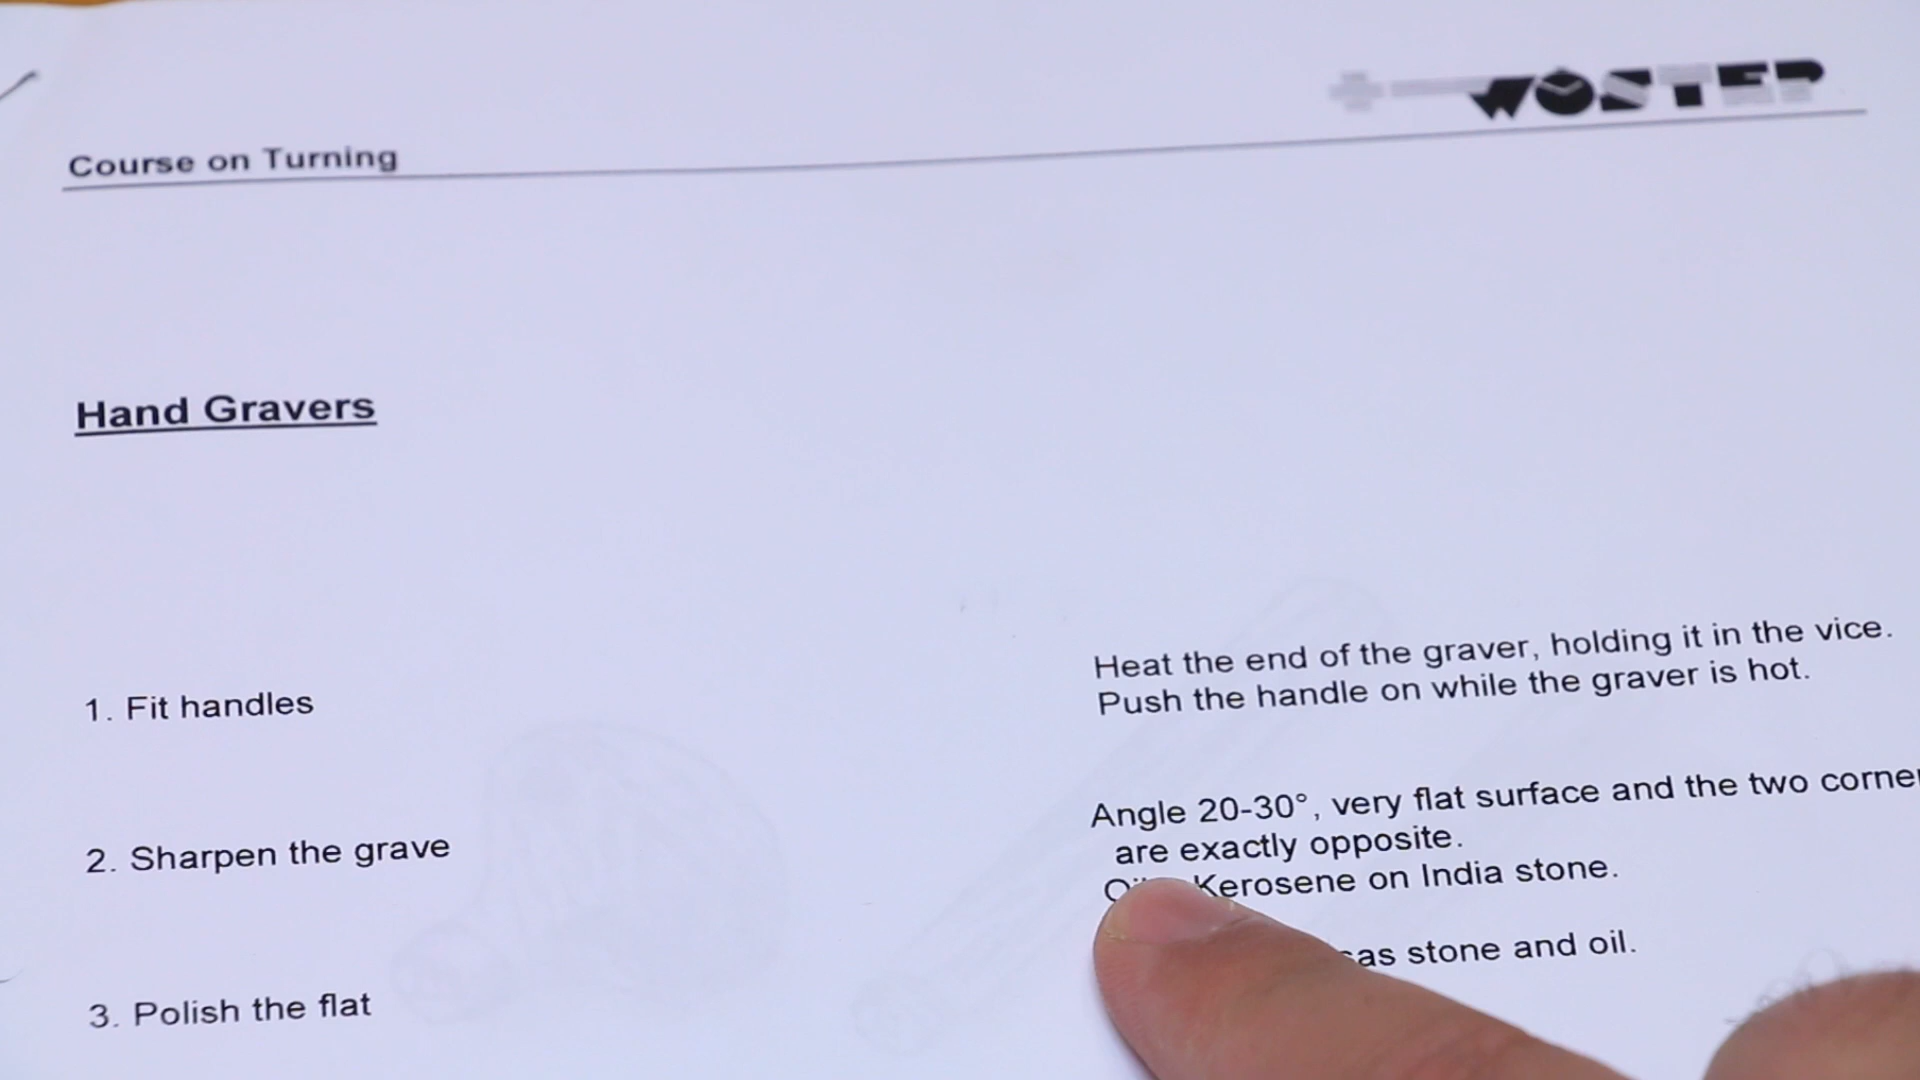 WOSTEP
Course on Turning
Hand Gravers
1. Fit handles
Heat the end of the graver, holding it in the vice.
Push the handle on while the graver is hot.
2. Sharpen the grave
Angle 20-30°, very flat surface and the two
are exactly opposite.
Kerosene on India stone.
stone and oil.
3. Polish the flat